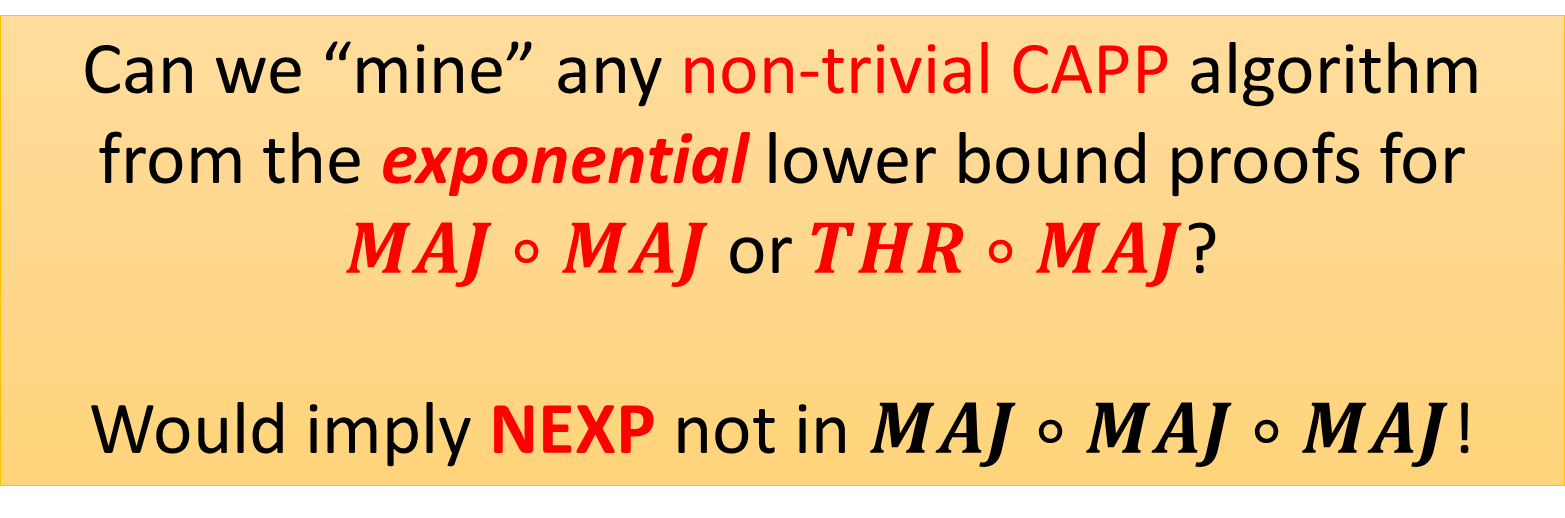 Can we “mine” any non-trivial CAPP algorithm
from the exponential lower bound proofs for
MAJ ∘ MAJ or THR ∘ MAJ?
Would imply NEXP not in MAJ ∘ MAJ ∘ MAJ!